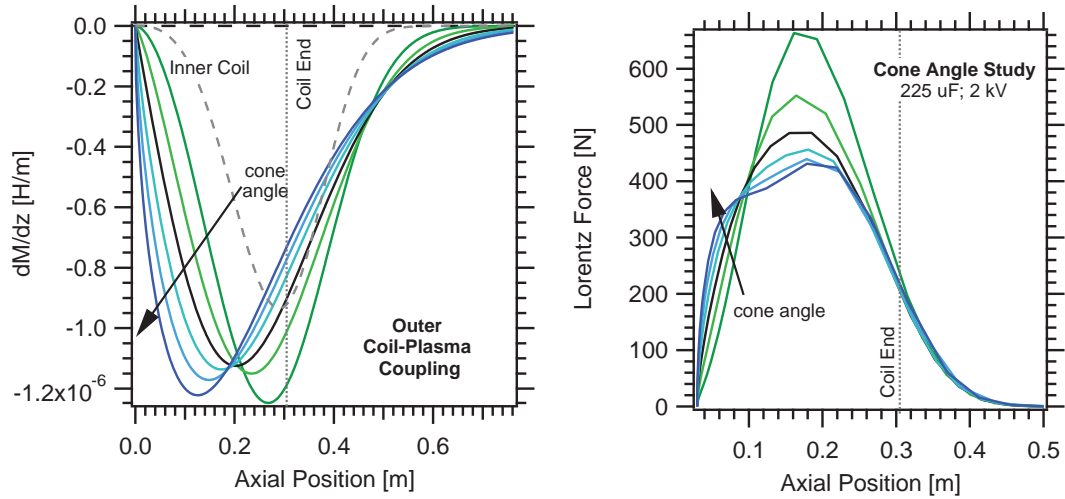 0.0
-0.2
-0.4
-0.6
-0.8
-1.0
-1.2x10⁻⁶
dM/dz [H/m]
Inner Coil
Coil End
cone
angle
Outer
Coil-Plasma
Coupling
0.0 0.2 0.4 0.6
Axial Position [m]
600
500
400
300
200
100
0
Lorentz Force [N]
Cone Angle Study
225 uF; 2 kV
cone angle
Coil End
0.1 0.2 0.3 0.4 0.5
Axial Position [m]